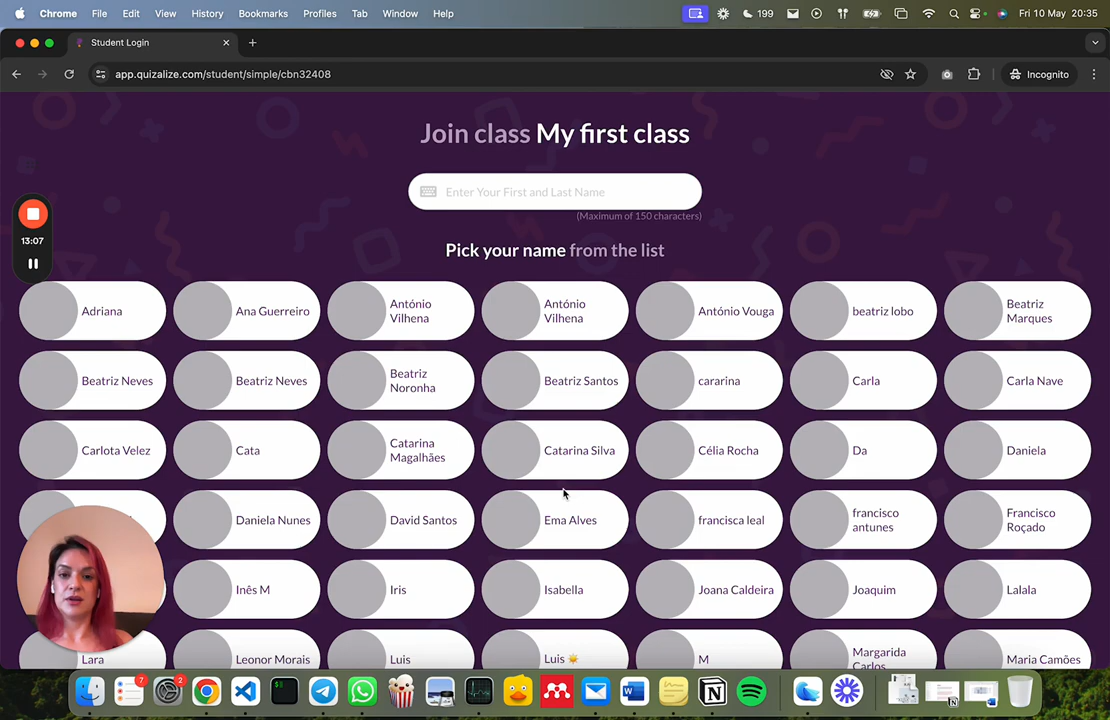 Chrome File Edit View History Bookmarks Profiles Tab Window Help 199 Fri 10 May 20:35
Student Login
app.quizalize.com/student/simple/cbn32408 Incognito
Join class My first class
Enter Your First and Last Name
(Maximum of 150 characters)
13:07
Pick your name from the list
Adriana
Ana Guerreiro
António
Vilhena
António
Vilhena
António Vouga
beatriz lobo
Beatriz
Marques
Beatriz Neves
Beatriz Neves
Beatriz
Noronha
Beatriz Santos
cararina
Carla
Carla Nave
Carlota Velez
Cata
Catarina
Magalhães
Catarina Silva
Célia Rocha
Da
Daniela
Daniela Nunes
David Santos
Ema Alves
francisca leal
francisco
antunes
Francisco
Roçado
Inês M
Iris
Isabella
Joana Caldeira
Joaquim
Lalala
Lara
Leonor Morais
Luis
Luis ☀️
M
Margarida
Carlos
Maria Camões
7
2